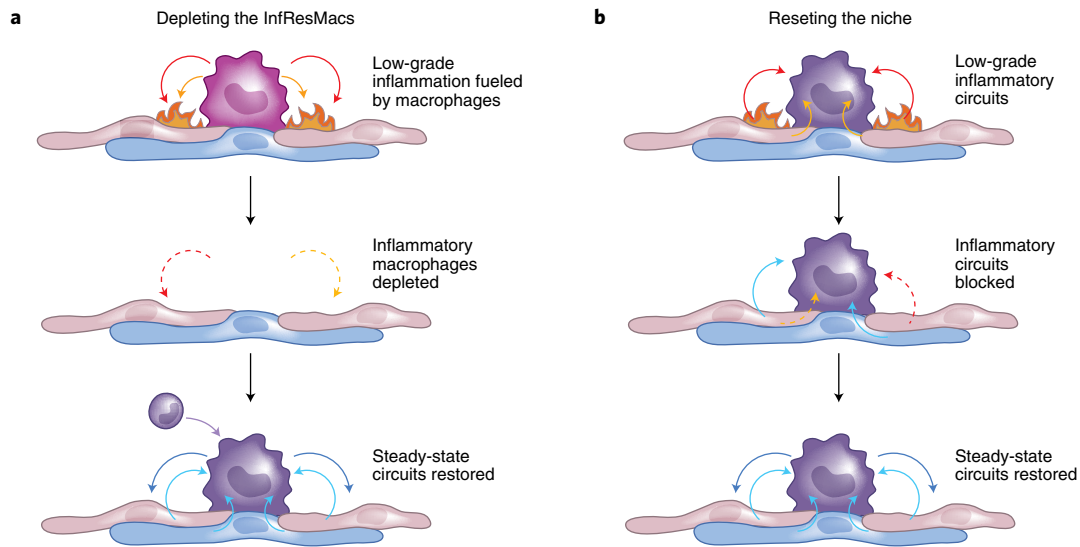 a
Depleting the InfResMacs
Low-grade
inflammation fueled
by macrophages
Inflammatory
macrophages
depleted
Steady-state
circuits restored
b
Resetting the niche
Low-grade
inflammatory
circuits
Inflammatory
circuits
blocked
Steady-state
circuits restored